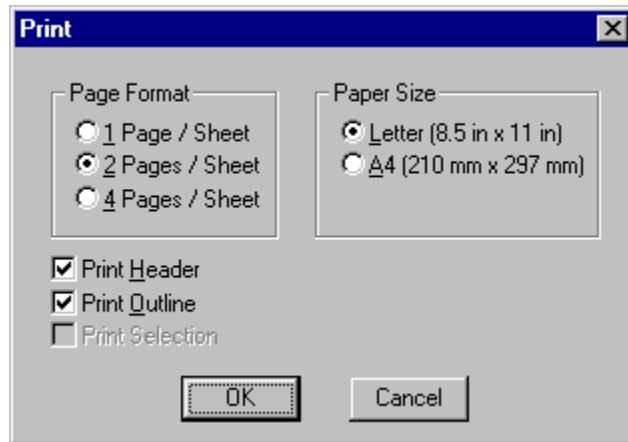 Print
Page Format
1 Page / Sheet
2 Pages / Sheet
4 Pages / Sheet
Paper Size
Letter (8.5 in x 11 in)
A4 (210 mm x 297 mm)
Print Header
Print Outline
Print Selection
OK
Cancel